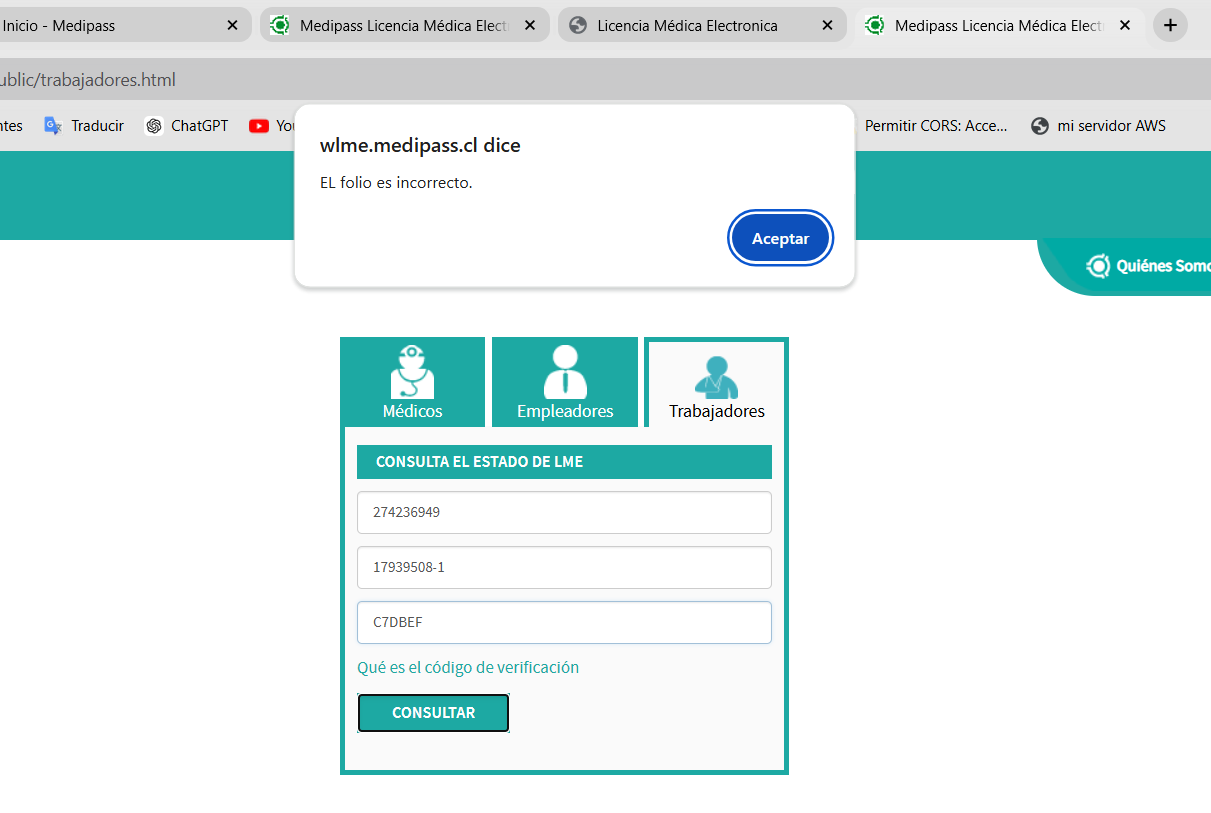 Inicio - Medipass
Medipass Licencia Médica Elect
Licencia Médica Electronica
Medipass Licencia Médica Elect
ublic/trabajadores.html
ntes
Traducir
ChatGPT
You
Permitir CORS: Acce...
mi servidor AWS
wlme.medipass.cl dice
EL folio es incorrecto.
Aceptar
Quiénes Somo
Médicos
Empleadores
Trabajadores
CONSULTA EL ESTADO DE LME
274236949
17939508-1
C7DBEF
Qué es el código de verificación
CONSULTAR